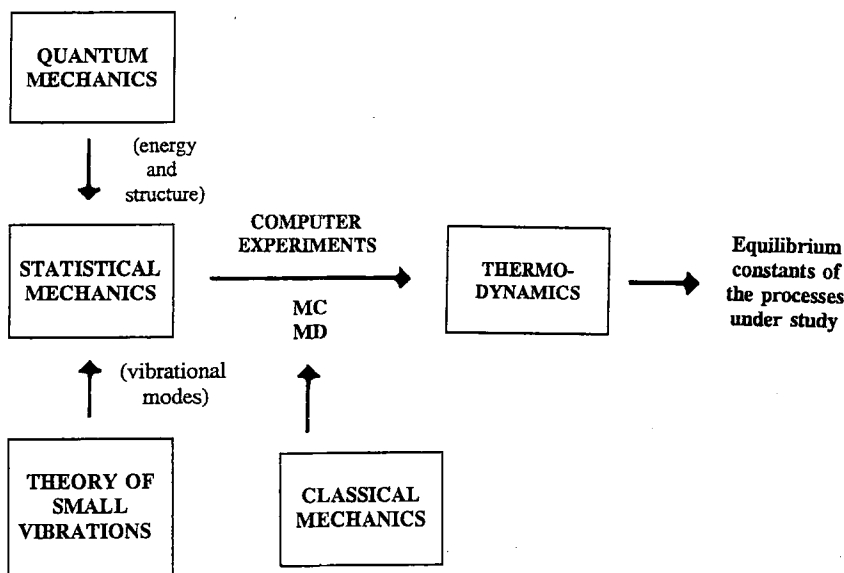 QUANTUM
MECHANICS
(energy
and
structure)
STATISTICAL
MECHANICS
COMPUTER
EXPERIMENTS
MC
MD
THERMO-
DYNAMICS
Equilibrium
constants of
the processes
under study
(vibrational
modes)
THEORY OF
SMALL
VIBRATIONS
CLASSICAL
MECHANICS